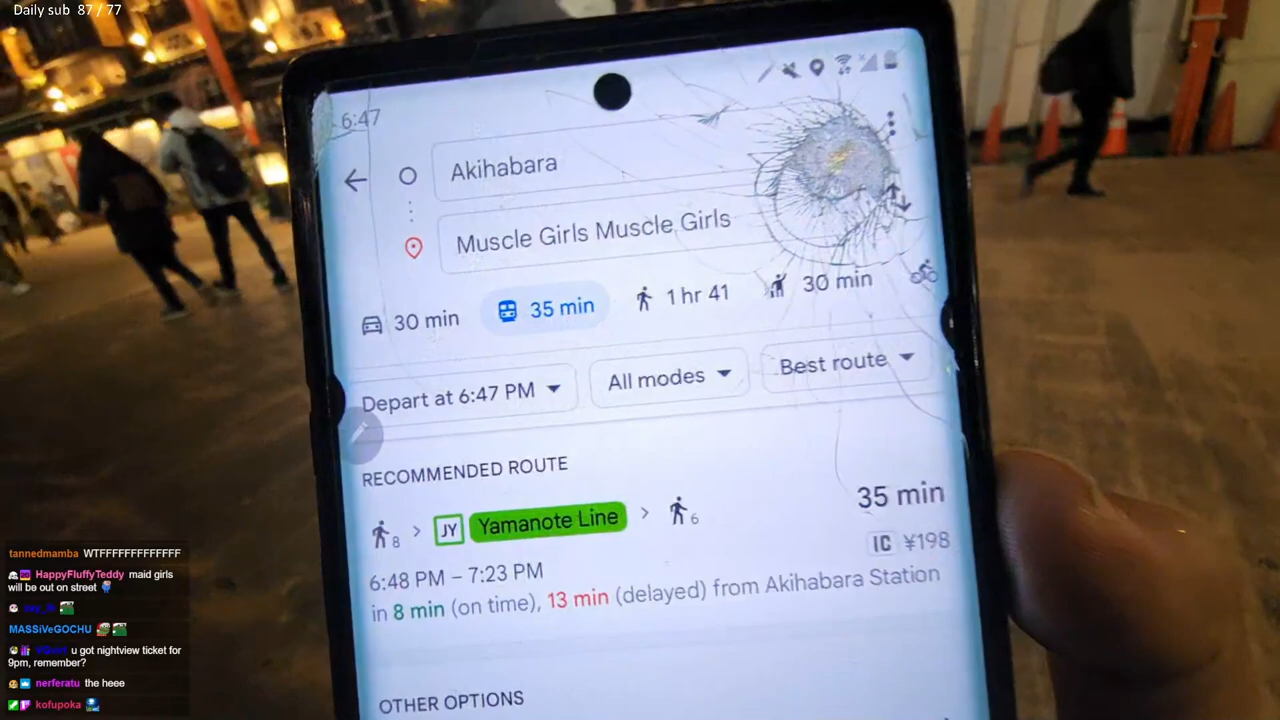 Daily sub 87 / 77
6:47
Akihabara
Muscle Girls Muscle Girls
30 min
35 min
1 hr 41
30 min
Depart at 6:47 PM
All modes
Best route
RECOMMENDED ROUTE
8
JY
Yamanote Line
6
35 min
IC ¥198
6:48 PM – 7:23 PM
in 8 min (on time), 13 min (delayed) from Akihabara Station
OTHER OPTIONS
tannedmamba WTFFFFFFFFFFFFF
HappyFluffyTeddy maid girls
will be out on street
MASSiVeGOCHU
u got nightview ticket for
9pm, remember?
nerferatu the heee
kofupoka